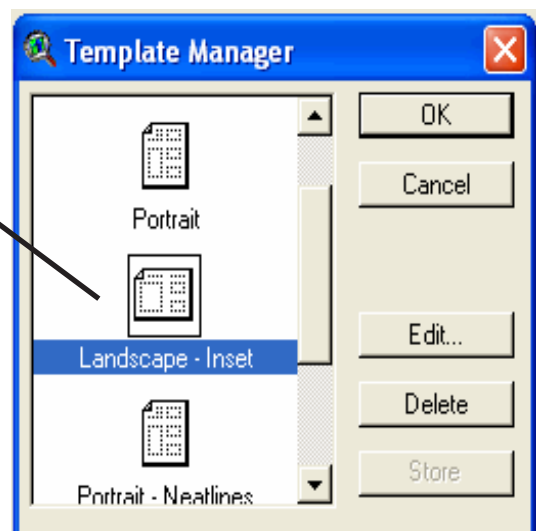 Template Manager
OK
Cancel
Portrait
Landscape - Inset
Edit...
Delete
Store
Portrait - Neatlines